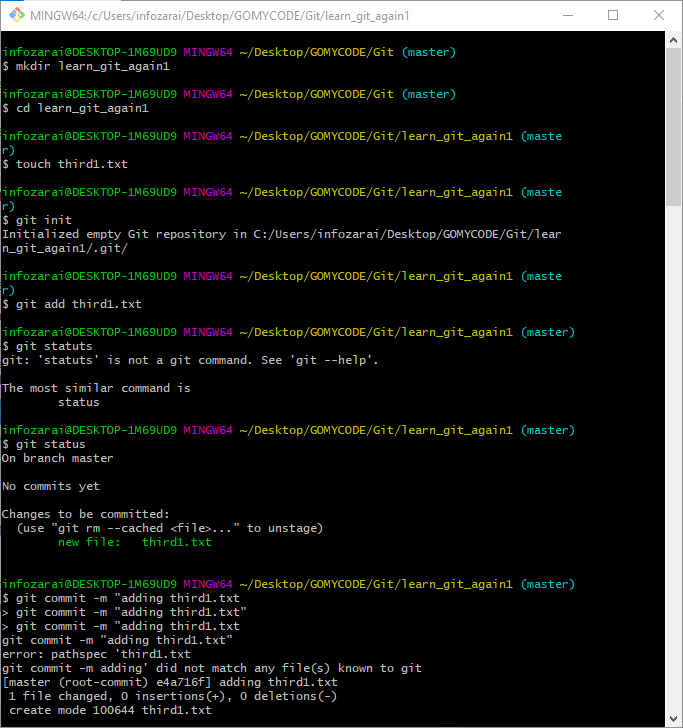 MINGW64:/c/Users/infozarai/Desktop/GOMYCODE/Git/learn_git_again1
infozarai@DESKTOP-1M69UD9 MINGW64 ~/Desktop/GOMYCODE/Git (master)
$ mkdir learn_git_again1
infozarai@DESKTOP-1M69UD9 MINGW64 ~/Desktop/GOMYCODE/Git (master)
$ cd learn_git_again1
infozarai@DESKTOP-1M69UD9 MINGW64 ~/Desktop/GOMYCODE/Git/learn_git_again1 (maste
r)
$ touch third1.txt
infozarai@DESKTOP-1M69UD9 MINGW64 ~/Desktop/GOMYCODE/Git/learn_git_again1 (maste
r)
$ git init
Initialized empty Git repository in C:/Users/infozarai/Desktop/GOMYCODE/Git/lear
n_git_again1/.git/
infozarai@DESKTOP-1M69UD9 MINGW64 ~/Desktop/GOMYCODE/Git/learn_git_again1 (maste
r)
$ git add third1.txt
infozarai@DESKTOP-1M69UD9 MINGW64 ~/Desktop/GOMYCODE/Git/learn_git_again1 (master)
$ git statuts
git: 'statuts' is not a git command. See 'git --help'.
The most similar command is
status
infozarai@DESKTOP-1M69UD9 MINGW64 ~/Desktop/GOMYCODE/Git/learn_git_again1 (master)
$ git status
On branch master
No commits yet
Changes to be committed:
(use "git rm --cached <file>..." to unstage)
new file:   third1.txt
infozarai@DESKTOP-1M69UD9 MINGW64 ~/Desktop/GOMYCODE/Git/learn_git_again1 (master)
$ git commit -m "adding third1.txt
> git commit -m "adding third1.txt"
> git commit -m "adding third1.txt
git commit -m "adding third1.txt"
error: pathspec 'third1.txt
git commit -m adding' did not match any file(s) known to git
[master (root-commit) e4a716f] adding third1.txt
1 file changed, 0 insertions(+), 0 deletions(-)
create mode 100644 third1.txt